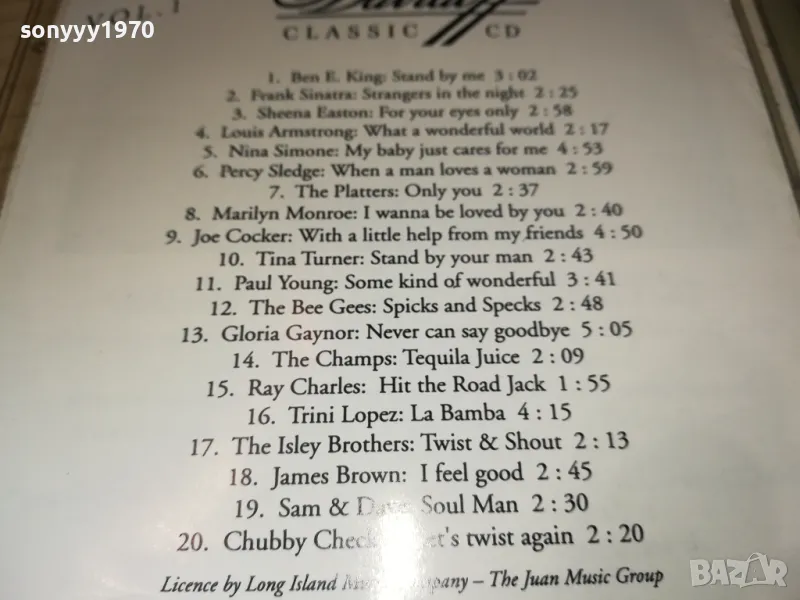 sonyyy1970
VOL. 1
Davidoff
CLASSIC CD
1. Ben E. King: Stand by me 3 : 02
2. Frank Sinatra: Strangers in the night 2 : 25
3. Sheena Easton: For your eyes only 2 : 58
4. Louis Armstrong: What a wonderful world 2 : 17
5. Nina Simone: My baby just cares for me 4 : 53
6. Percy Sledge: When a man loves a woman 2 : 59
7. The Platters: Only you 2 : 37
8. Marilyn Monroe: I wanna be loved by you 2 : 40
9. Joe Cocker: With a little help from my friends 4 : 50
10. Tina Turner: Stand by your man 2 : 43
11. Paul Young: Some kind of wonderful 3 : 41
12. The Bee Gees: Spicks and Specks 2 : 48
13. Gloria Gaynor: Never can say goodbye 5 : 05
14. The Champs: Tequila Juice 2 : 09
15. Ray Charles: Hit the Road Jack 1 : 55
16. Trini Lopez: La Bamba 4 : 15
17. The Isley Brothers: Twist & Shout 2 : 13
18. James Brown: I feel good 2 : 45
19. Sam & Dave: Soul Man 2 : 30
20. Chubby Checker: Let's twist again 2 : 20
Licence by Long Island Music Company – The Juan Music Group
BAZAR